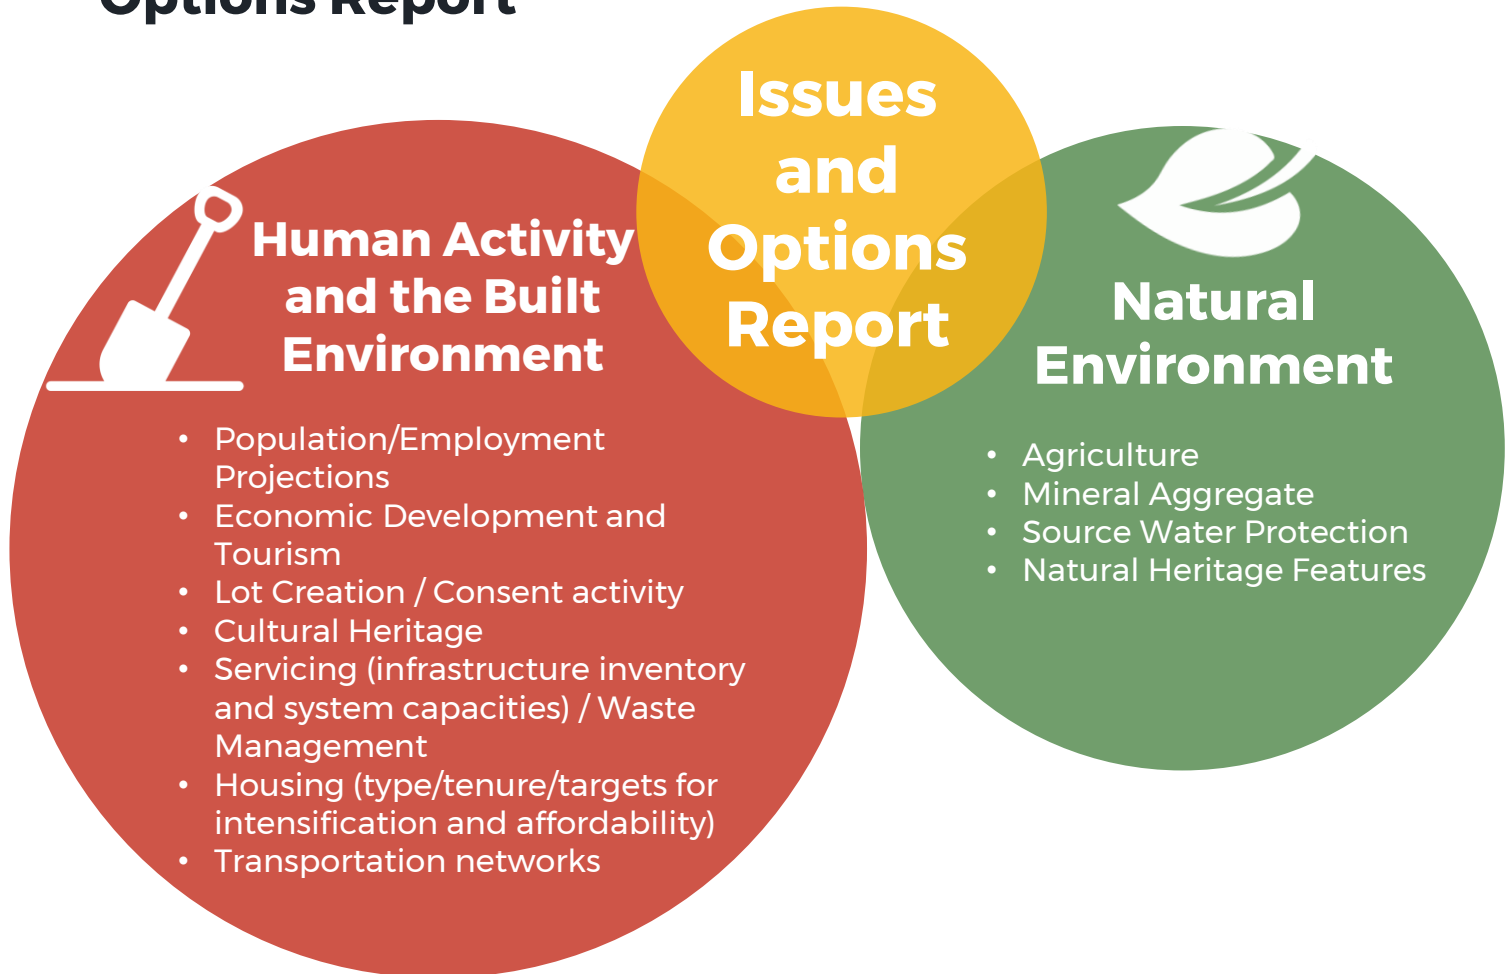 Options Report
Issues
and
Options
Report
Human Activity
and the Built
Environment
• Population/Employment
Projections
• Economic Development and
Tourism
• Lot Creation / Consent activity
• Cultural Heritage
• Servicing (infrastructure inventory
and system capacities) / Waste
Management
• Housing (type/tenure/targets for
intensification and affordability)
• Transportation networks
Natural
Environment
• Agriculture
• Mineral Aggregate
• Source Water Protection
• Natural Heritage Features